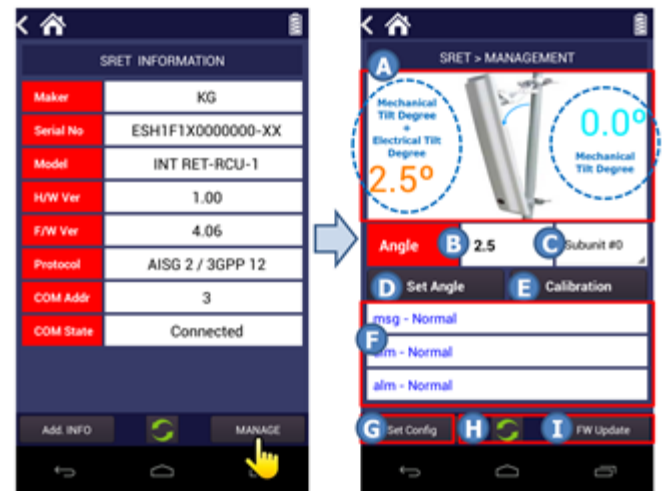 SRET INFORMATION
Maker KG
Serial No ESH1F1X0000000-XX
Model INT RET-RCU-1
H/W Ver 1.00
F/W Ver 4.06
Protocol AISG 2 / 3GPP 12
COM Addr 3
COM State Connected
Add. INFO MANAGE
SRET > MANAGEMENT
A
Mechanical
Tilt Degree
+
Electrical Tilt
Degree
2.5º
0.0º
Mechanical
Tilt Degree
Angle B 2.5 C Subunit #0
D Set Angle E Calibration
msg - Normal
F
alm - Normal
alm - Normal
G Set Config H I FW Update